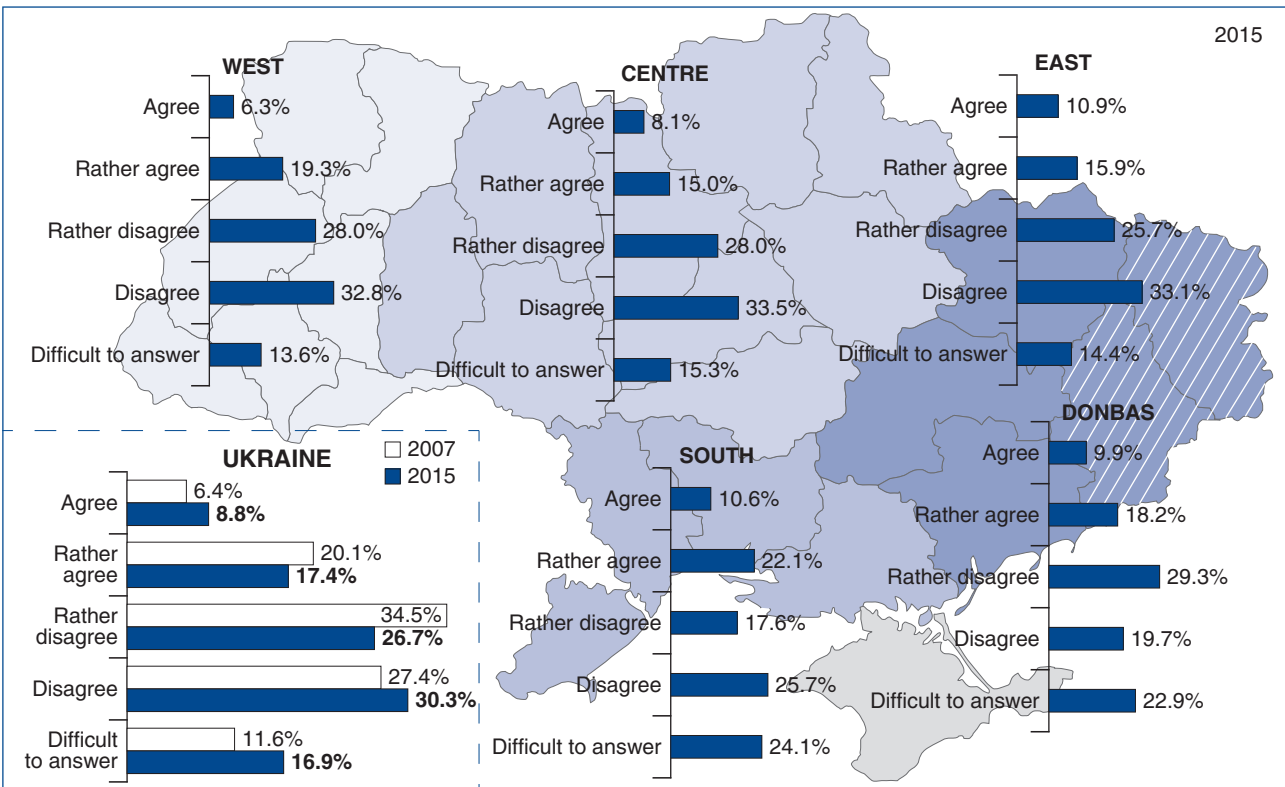 2015
WEST
Agree 6.3%
Rather agree 19.3%
Rather disagree 28.0%
Disagree 32.8%
Difficult to answer 13.6%
CENTRE
Agree 8.1%
Rather agree 15.0%
Rather disagree 28.0%
Disagree 33.5%
Difficult to answer 15.3%
EAST
Agree 10.9%
Rather agree 15.9%
Rather disagree 25.7%
Disagree 33.1%
Difficult to answer 14.4%
UKRAINE
2007
2015
Agree
6.4%
8.8%
Rather
agree
20.1%
17.4%
Rather
disagree
34.5%
26.7%
Disagree
27.4%
30.3%
Difficult
to answer
11.6%
16.9%
SOUTH
Agree 10.6%
Rather agree 22.1%
Rather disagree 17.6%
Disagree 25.7%
Difficult to answer 24.1%
DONBAS
Agree 9.9%
Rather agree 18.2%
Rather disagree 29.3%
Disagree 19.7%
Difficult to answer 22.9%